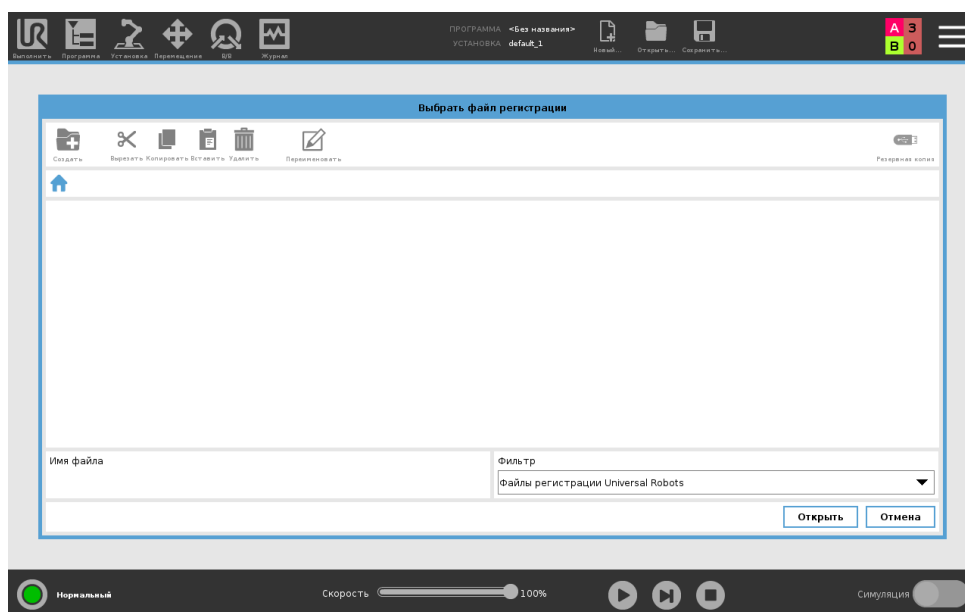 UR
ПРОГРАММА <Без названия>
УСТАНОВКА default_1
Выполнить Программа Установка Перемещение В/В Журнал
Новый... Открыть... Сохранить...
A 3
B 0
Выбрать файл регистрации
Создать Вырезать Копировать Вставить Удалить Переименовать Резервная копия
Имя файла
Фильтр
Файлы регистрации Universal Robots
Открыть Отмена
Нормальный Скорость 100% Симуляция